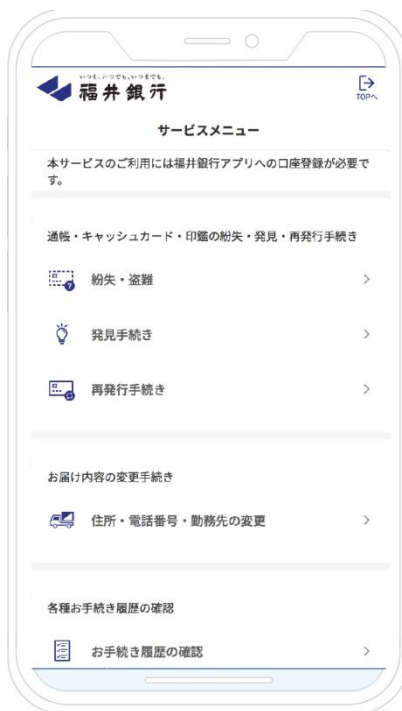 いつも、いつでも、いつまでも。
福井銀行
TOPへ
サービスメニュー
本サービスのご利用には福井銀行アプリへの口座登録が必要で
す。
通帳・キャッシュカード・印鑑の紛失・発見・再発行手続き
紛失・盗難
発見手続き
再発行手続き
お届け内容の変更手続き
住所・電話番号・勤務先の変更
各種お手続き履歴の確認
お手続き履歴の確認